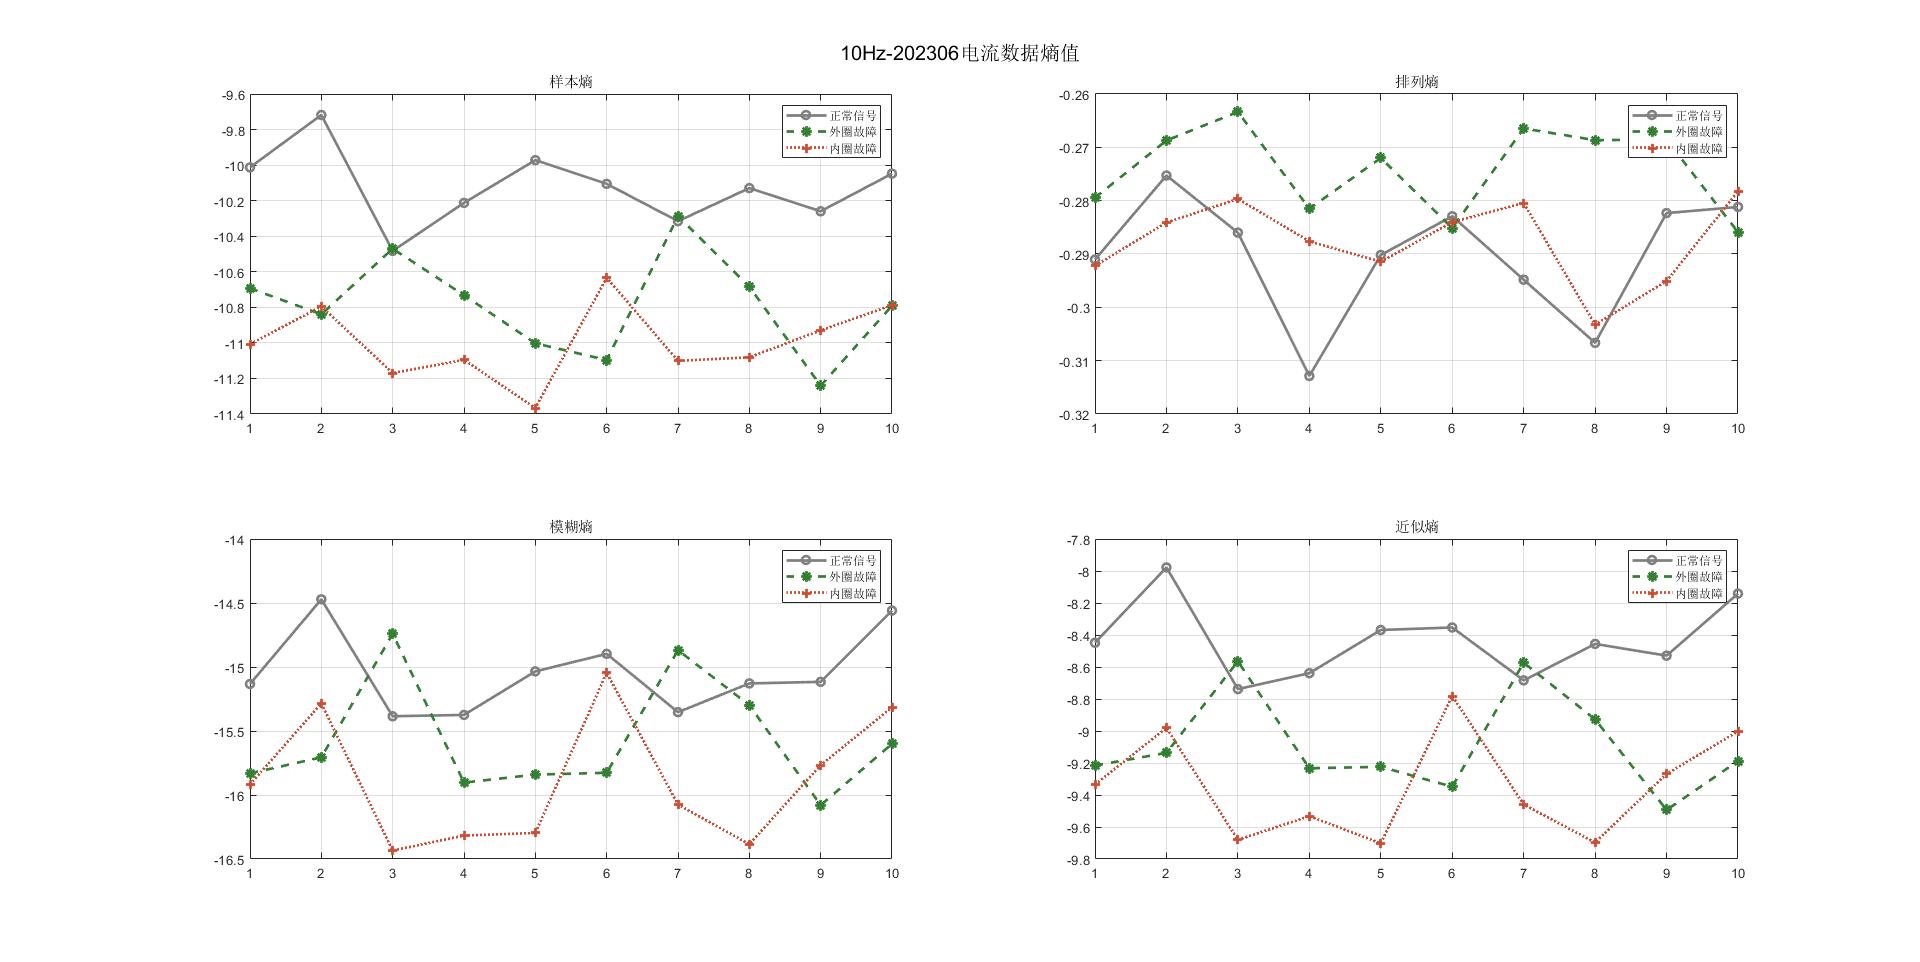 10Hz-202306电流数据熵值
样本熵
-9.6
-9.8
-10
-10.2
-10.4
-10.6
-10.8
-11
-11.2
-11.4
1 2 3 4 5 6 7 8 9 10
正常信号
外圈故障
内圈故障
排列熵
-0.26
-0.27
-0.28
-0.29
-0.3
-0.31
-0.32
1 2 3 4 5 6 7 8 9 10
正常信号
外圈故障
内圈故障
模糊熵
-14
-14.5
-15
-15.5
-16
-16.5
1 2 3 4 5 6 7 8 9 10
正常信号
外圈故障
内圈故障
近似熵
-7.8
-8
-8.2
-8.4
-8.6
-8.8
-9
-9.2
-9.4
-9.6
-9.8
1 2 3 4 5 6 7 8 9 10
正常信号
外圈故障
内圈故障